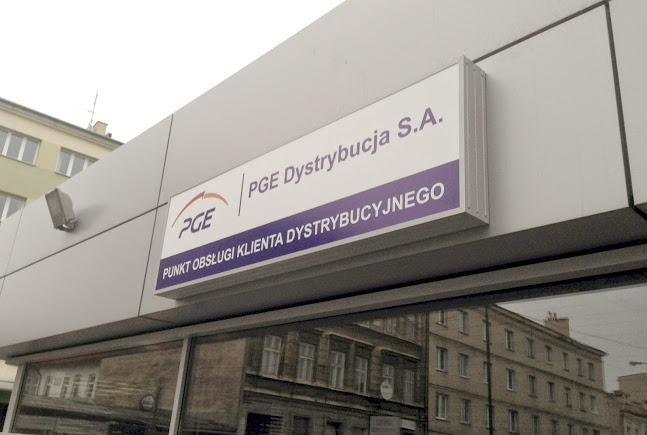 PGE
PGE Dystrybucja S.A.
PUNKT OBSŁUGI KLIENTA DYSTRYBUCYJNEGO